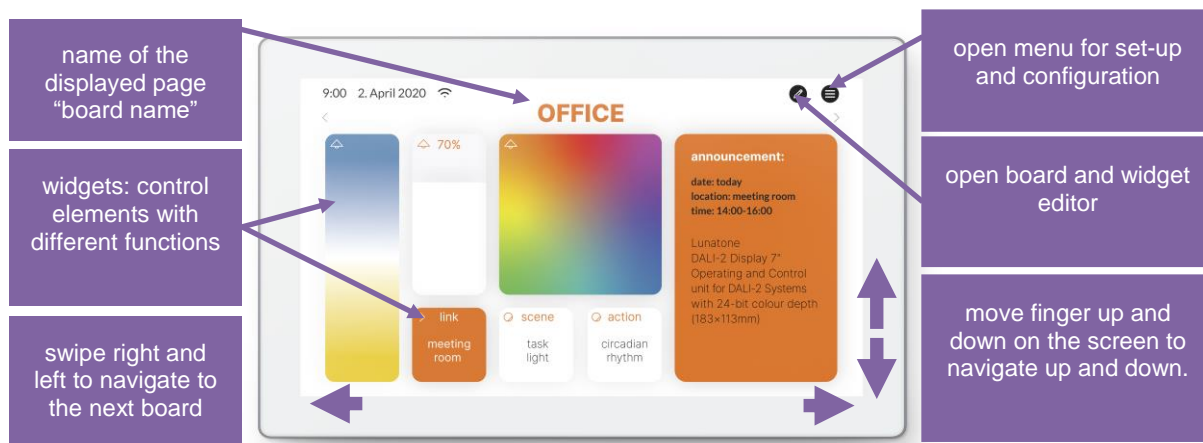 name of the
displayed page
“board name”
widgets: control
elements with
different functions
swipe right and
left to navigate to
the next board
9:00 2. April 2020
OFFICE
70%
link
meeting
room
scene
task
light
action
circadian
rhythm
announcement:
date: today
location: meeting room
time: 14:00-16:00
Lunatone
DALI-2 Display 7"
Operating and Control
unit for DALI-2 Systems
with 24-bit colour depth
(183×113mm)
open menu for set-up
and configuration
open board and widget
editor
move finger up and
down on the screen to
navigate up and down.